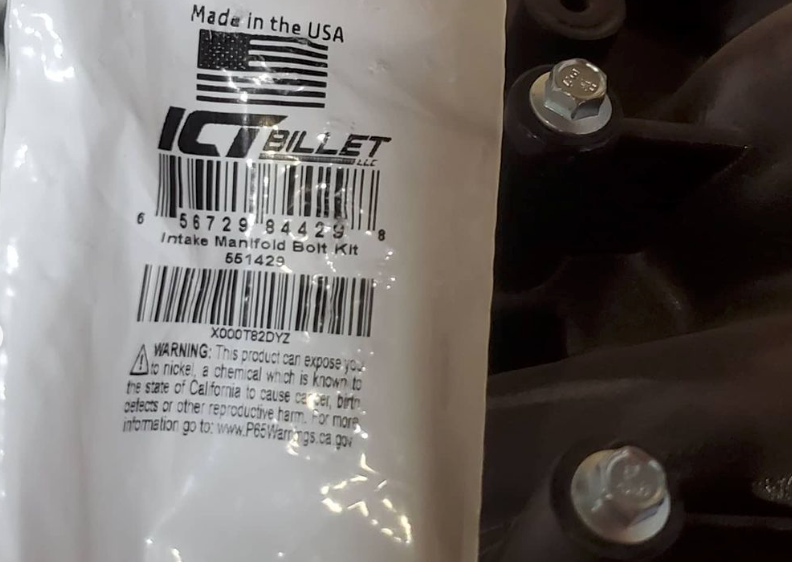 Made in the USA
ICT BILLET
LLC
6 56729 84429 8
Intake Manifold Bolt Kit
551429
X000T82DYZ
WARNING: This product can expose you
to nickel, a chemical which is known to
the state of California to cause cancer, birth
defects or other reproductive harm. For more
information go to: www.P65Warnings.ca.gov